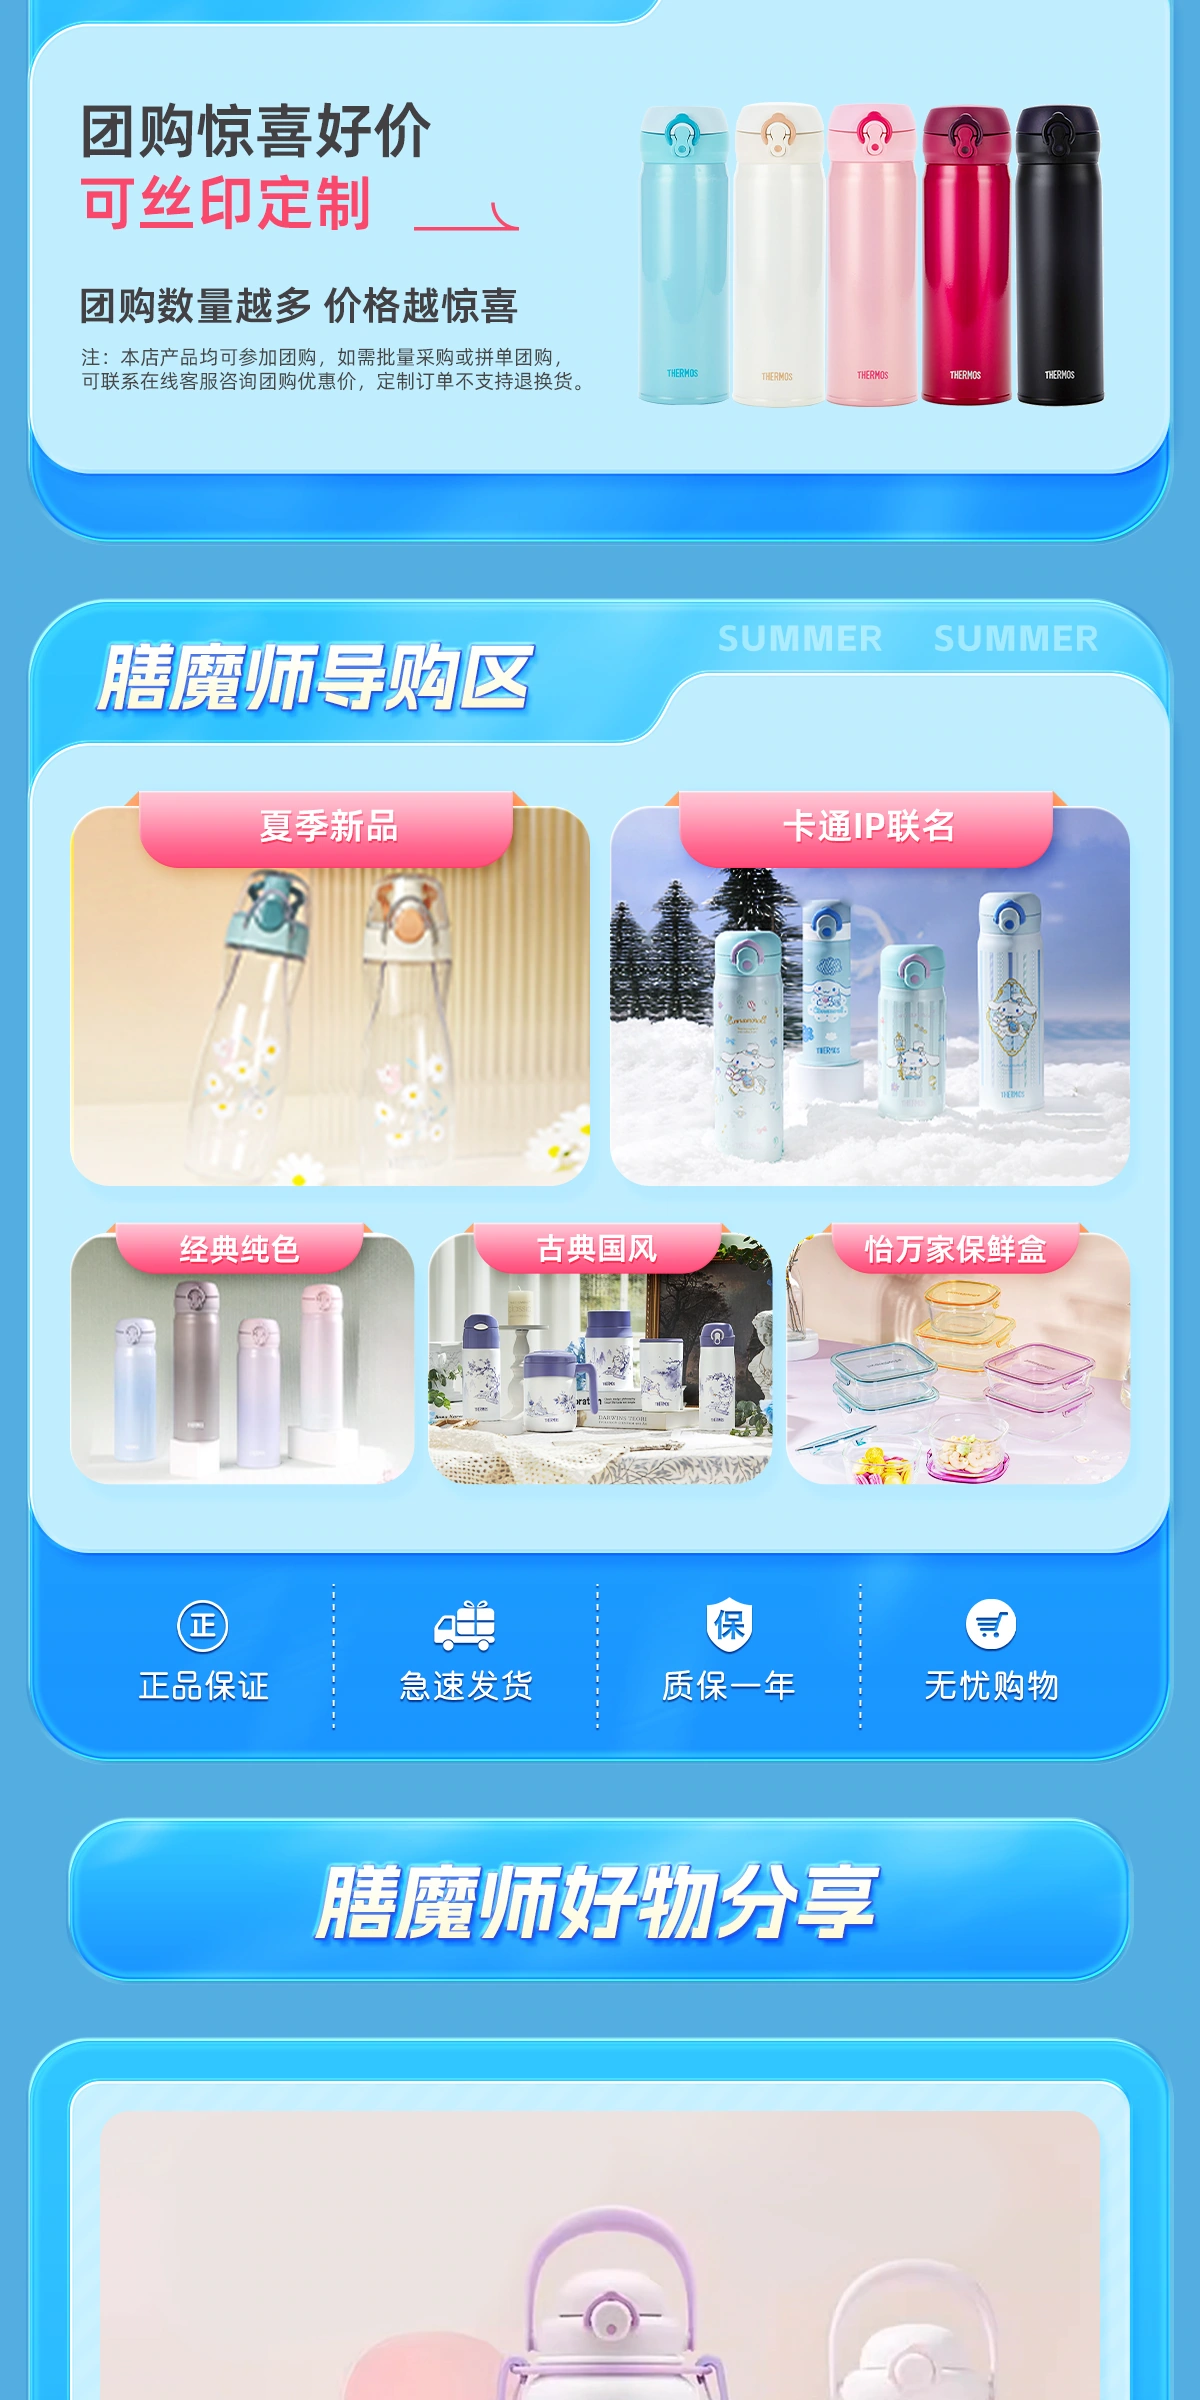 团购惊喜好价
可丝印定制
团购数量越多 价格越惊喜
注：本店产品均可参加团购，如需批量采购或拼单团购，
可联系在线客服咨询团购优惠价，定制订单不支持退换货。
THERMOS THERMOS THERMOS THERMOS THERMOS
SUMMER SUMMER
膳魔师导购区
夏季新品
卡通IP联名
THERMOS
THERMOS
经典纯色
古典国风
怡万家保鲜盒
THERMOS
DARWINS TEORI
正
保
正品保证
急速发货
质保一年
无忧购物
膳魔师好物分享